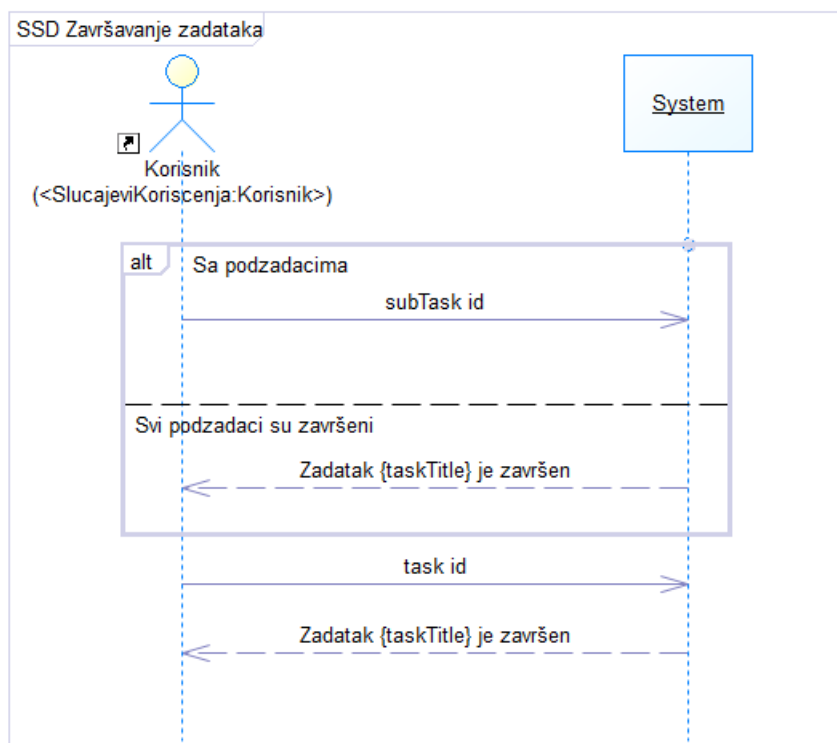 SSD Završavanje zadataka
System
Korisnik
(<SlucajeviKoriscenja:Korisnik>)
alt
Sa podzadacima
subTask id
Svi podzadaci su završeni
Zadatak {taskTitle} je završen
task id
Zadatak {taskTitle} je završen